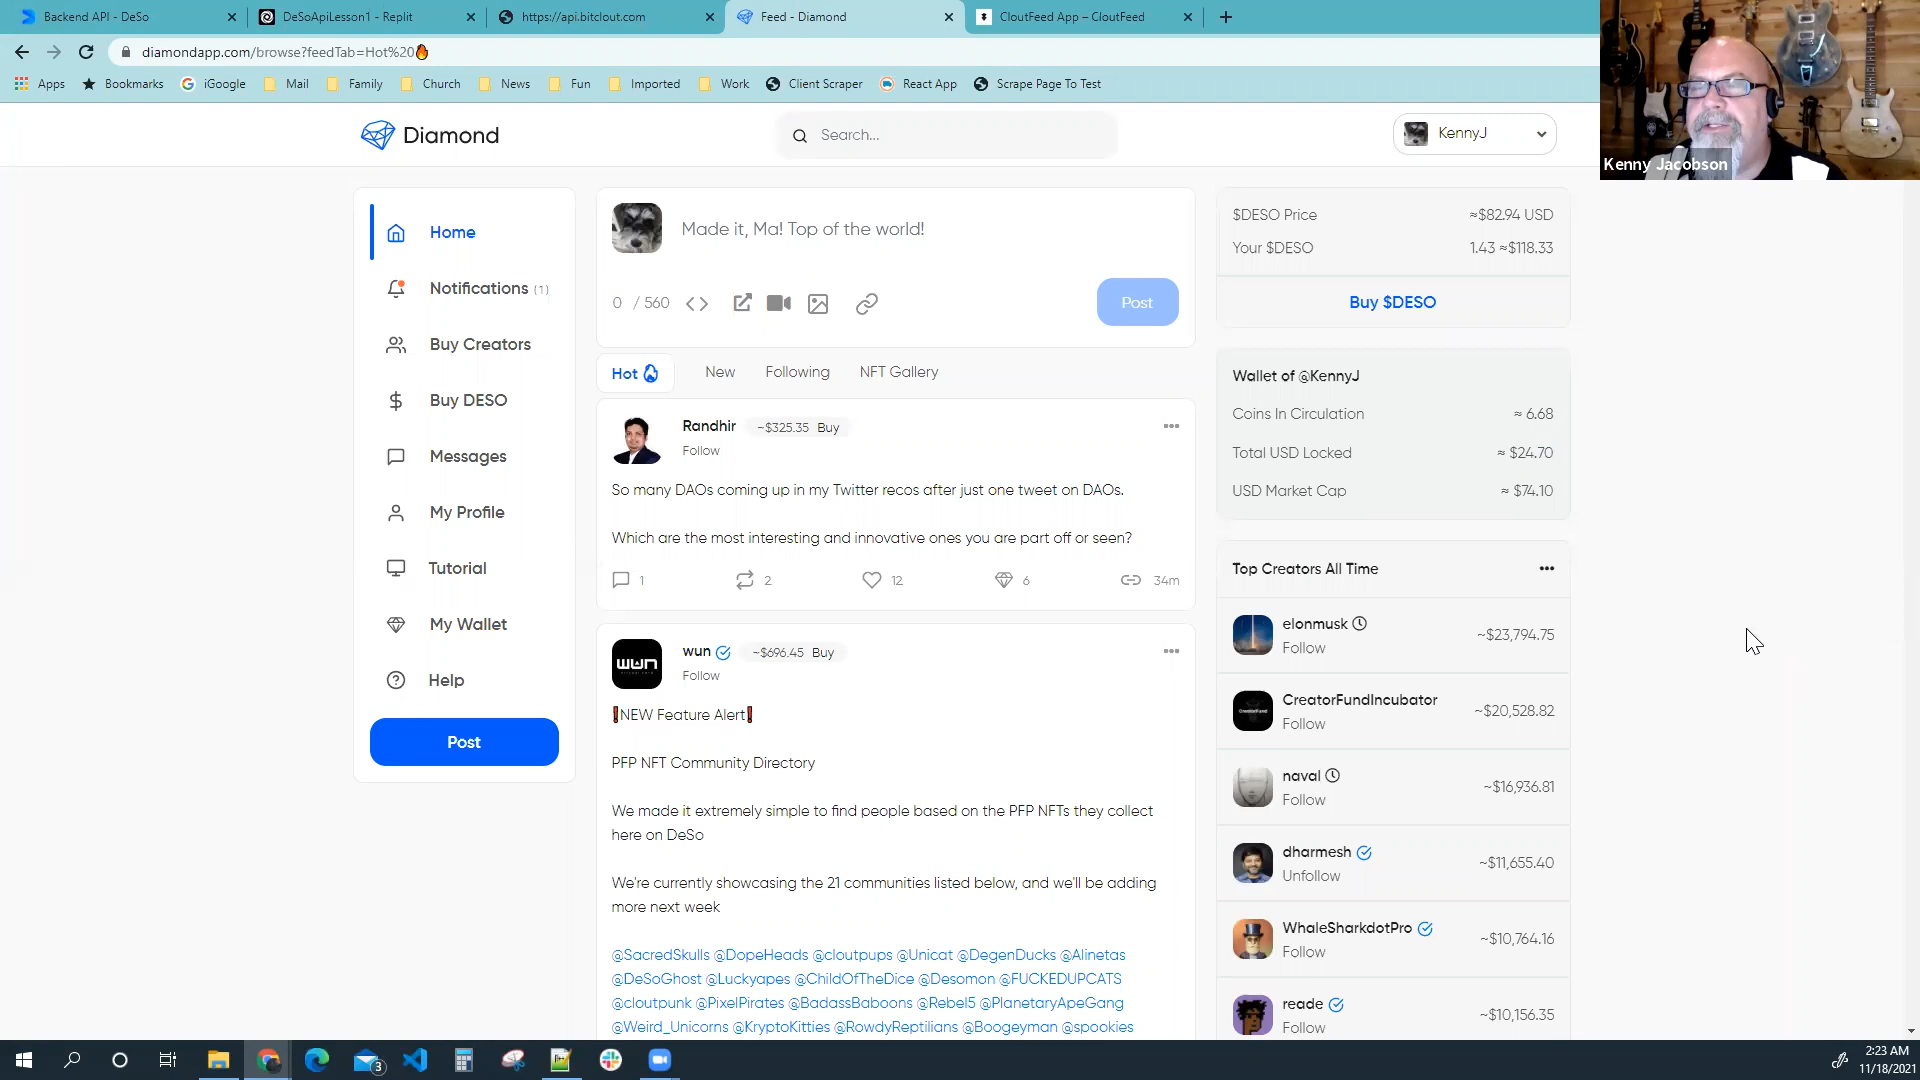 Backend API - DeSo
DeSoApiLesson1 - Replit
https://api.bitclout.com
Feed - Diamond
CloutFeed App – CloutFeed
diamondapp.com/browse?feedTab=Hot%20🔥
Apps
Bookmarks
iGoogle
Mail
Family
Church
News
Fun
Imported
Work
Client Scraper
React App
Scrape Page To Test
Kenny Jacobson
Diamond
Search...
KennyJ
Home
Notifications (1)
Buy Creators
Buy DESO
Messages
My Profile
Tutorial
My Wallet
Help
Post
Made it, Ma! Top of the world!
0 / 560
Post
Hot
New
Following
NFT Gallery
Randhir ~$325.35 Buy
Follow
So many DAOs coming up in my Twitter recos after just one tweet on DAOs.
Which are the most interesting and innovative ones you are part off or seen?
1 2 12 6 34m
wun ~$696.45 Buy
Follow
WUN
❗NEW Feature Alert❗
PFP NFT Community Directory
We made it extremely simple to find people based on the PFP NFTs they collect
here on DeSo
We're currently showcasing the 21 communities listed below, and we'll be adding
more next week
@SacredSkulls @DopeHeads @cloutpups @Unicat @DegenDucks @Alinetas
@DeSoGhost @Luckyapes @ChildOfTheDice @Desomon @FUCKEDUPCATS
@cloutpunk @PixelPirates @BadassBaboons @Rebel5 @PlanetaryApeGang
@Weird_Unicorns @KryptoKitties @RowdyReptilians @Boogeyman @spookies
$DESO Price ≈$82.94 USD
Your $DESO 1.43 ≈$118.33
Buy $DESO
Wallet of @KennyJ
Coins In Circulation ≈ 6.68
Total USD Locked ≈ $24.70
USD Market Cap ≈ $74.10
Top Creators All Time
elonmusk ~$23,794.75
Follow
CreatorFundIncubator ~$20,528.82
Follow
naval ~$16,936.81
Follow
dharmesh ~$11,655.40
Unfollow
WhaleSharkdotPro ~$10,764.16
Follow
reade ~$10,156.35
Follow
3
2:23 AM
11/18/2021